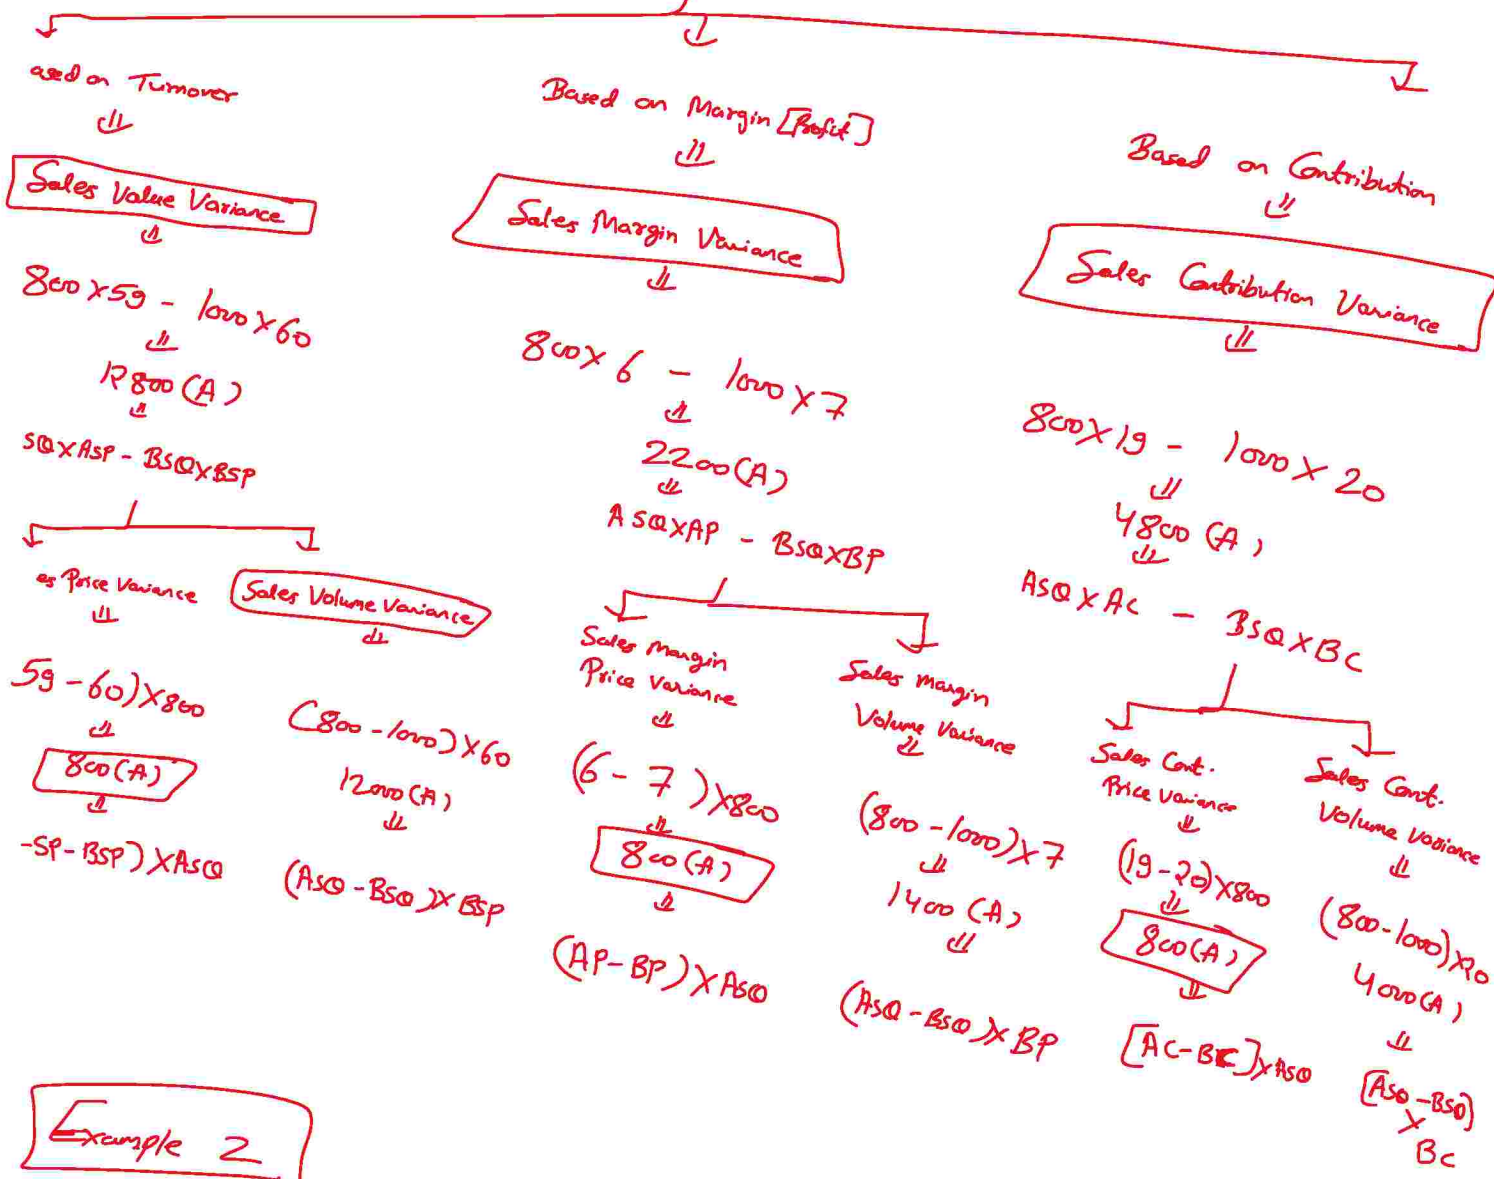 ased on Turnover
Sales Value Variance
800 X 59 - 1000 X 60
12800 (A)
SQ X ASP - BSQ X BSP
es Price Variance
59 - 60) X 800
800 (A)
-SP - BSP) X ASQ
Sales Volume Variance
(800 - 1000) X 60
12000 (A)
(ASQ - BSQ) X BSP
Based on Margin [Profit]
Sales Margin Variance
800 X 6 - 1000 X 7
2200 (A)
ASQ X AP - BSQ X BP
Sales Margin
Price Variance
(6 - 7) X 800
800 (A)
(AP - BP) X ASQ
Sales Margin
Volume Variance
(800 - 1000) X 7
1400 (A)
(ASQ - BSQ) X BP
Based on Contribution
Sales Contribution Variance
800 X 19 - 1000 X 20
4800 (A)
ASQ X AC - BSQ X BC
Sales Cont.
Price Variance
(19 - 20) X 800
800 (A)
[AC - BC] X ASQ
Sales Cont.
Volume Variance
(800 - 1000) X 20
4000 (A)
[ASQ - BSQ]
X
BC
Example 2